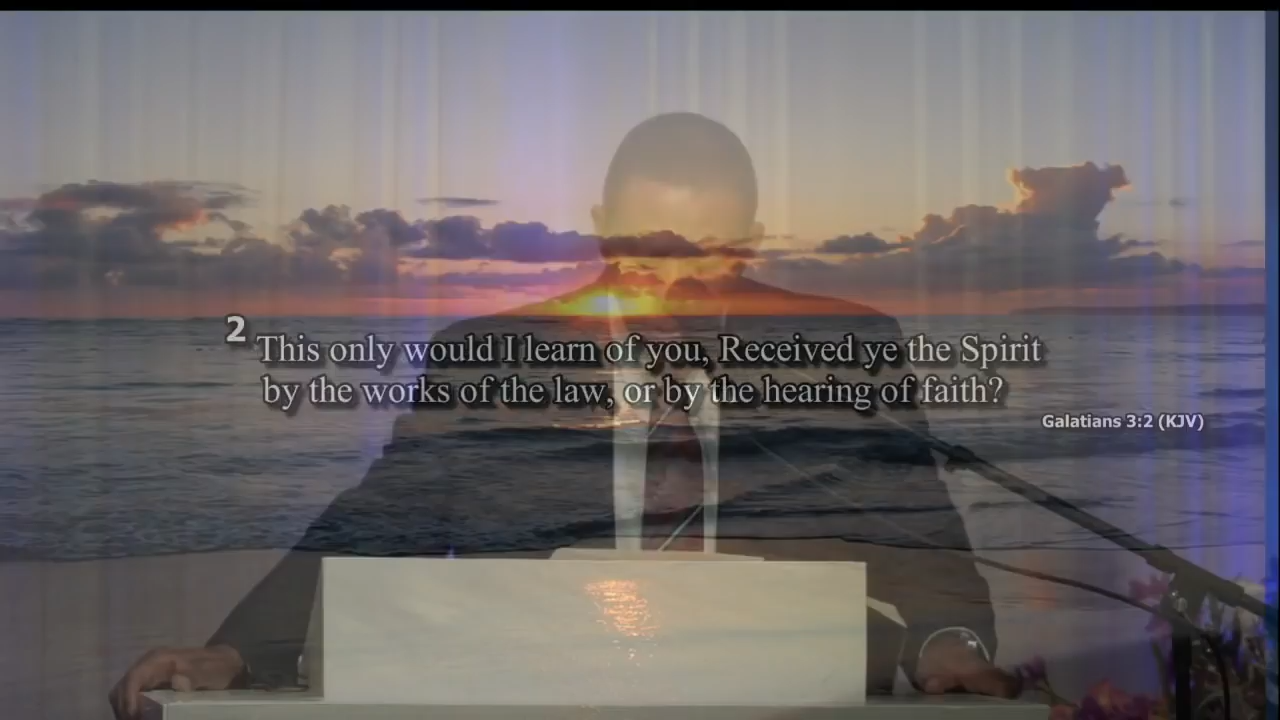 2 This only would I learn of you, Received ye the Spirit
by the works of the law, or by the hearing of faith?
Galatians 3:2 (KJV)